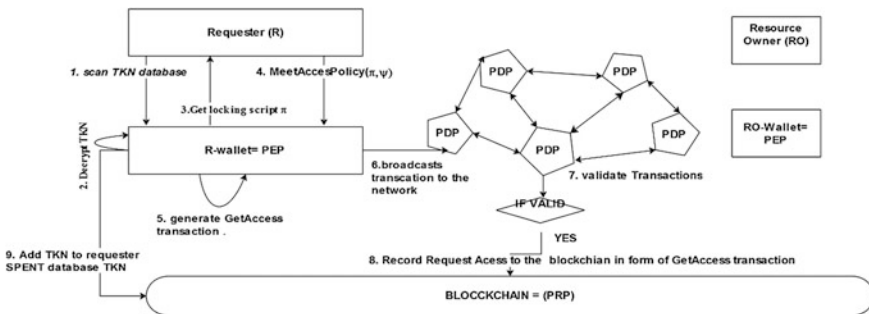 Requester (R)
Resource
Owner (RO)
1. scan TKN database
4. MeetAccesPolicy(π,ψ)
3.Get locking script π
PDP
PDP
PDP
PDP
PDP
2. Decrypt TKN
R-wallet= PEP
RO-Wallet=
PEP
6.broadcasts
transcation to the
network
7. validate Transactions
5. generate GetAccess
transaction .
IF VALID
YES
9. Add TKN to requester
SPENT database TKN
8. Record Request Acess to the blockchian in form of GetAccess transaction
BLOCCKCHAIN = (PRP)